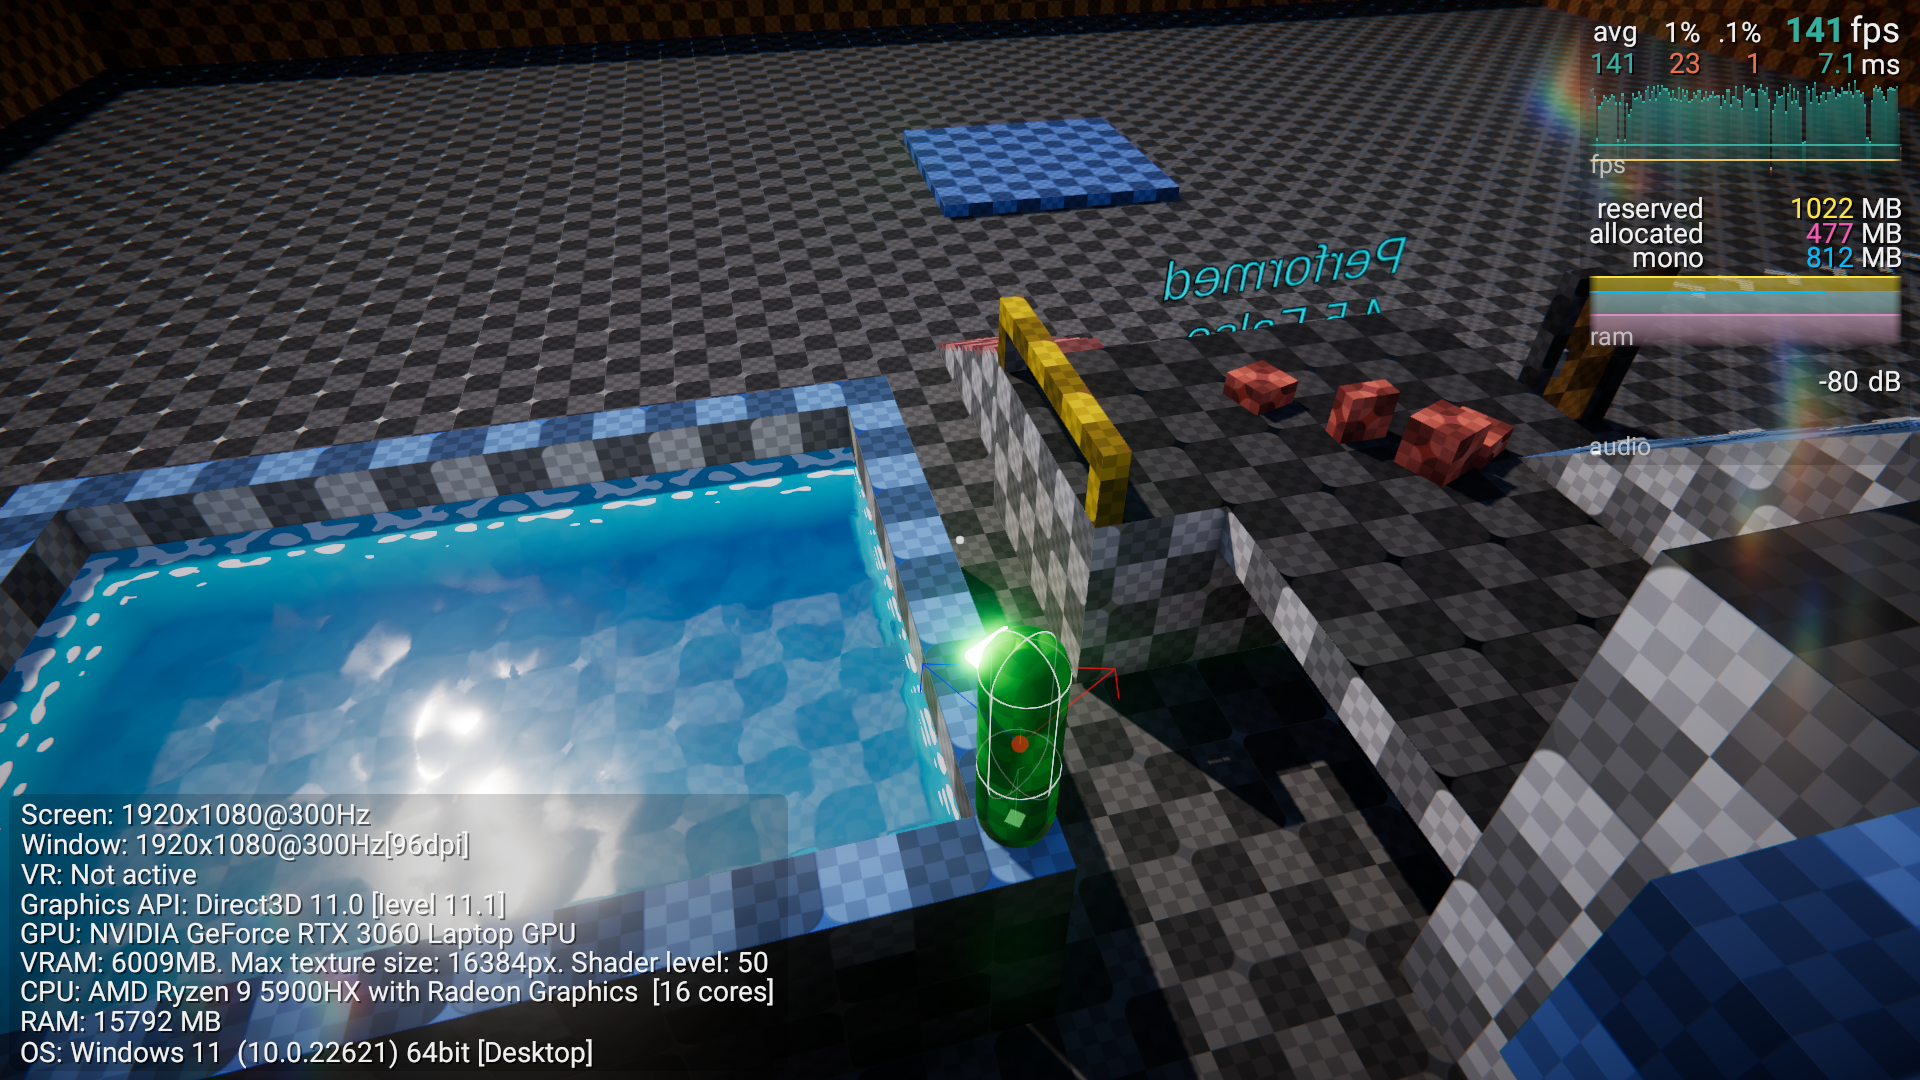 avg 1% .1% 141 fps
141 23 1 7.1 ms
fps
reserved 1022 MB
allocated 477 MB
mono 812 MB
ram
-80 dB
audio
Performed
Screen: 1920x1080@300Hz
Window: 1920x1080@300Hz[96dpi]
VR: Not active
Graphics API: Direct3D 11.0 [level 11.1]
GPU: NVIDIA GeForce RTX 3060 Laptop GPU
VRAM: 6009MB. Max texture size: 16384px. Shader level: 50
CPU: AMD Ryzen 9 5900HX with Radeon Graphics [16 cores]
RAM: 15792 MB
OS: Windows 11 (10.0.22621) 64bit [Desktop]